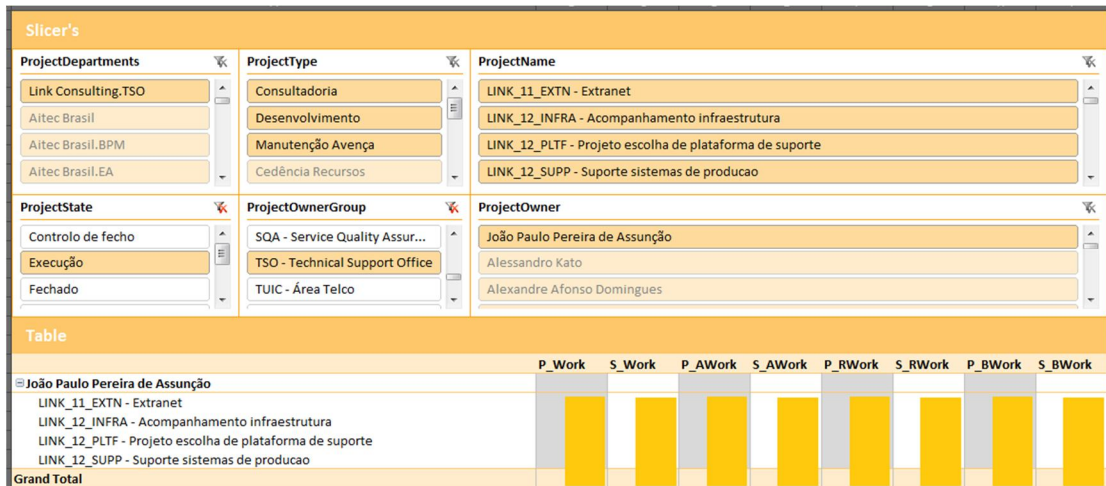 Slicer's
ProjectDepartments
Link Consulting.TSO
Aitec Brasil
Aitec Brasil.BPM
Aitec Brasil.EA
ProjectType
Consultadoria
Desenvolvimento
Manutenção Avença
Cedência Recursos
ProjectName
LINK_11_EXTN - Extranet
LINK_12_INFRA - Acompanhamento infraestrutura
LINK_12_PLTF - Projeto escolha de plataforma de suporte
LINK_12_SUPP - Suporte sistemas de producao
ProjectState
Controlo de fecho
Execução
Fechado
ProjectOwnerGroup
SQA - Service Quality Assur...
TSO - Technical Support Office
TUIC - Área Telco
ProjectOwner
João Paulo Pereira de Assunção
Alessandro Kato
Alexandre Afonso Domingues
Table
P_Work S_Work P_AWork S_AWork P_RWork S_RWork P_BWork S_BWork
João Paulo Pereira de Assunção
LINK_11_EXTN - Extranet
LINK_12_INFRA - Acompanhamento infraestrutura
LINK_12_PLTF - Projeto escolha de plataforma de suporte
LINK_12_SUPP - Suporte sistemas de producao
Grand Total